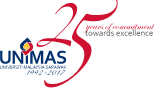 25 years of commitment
towards excellence
UNIMAS
UNIVERSITI MALAYSIA SARAWAK
1992-2017